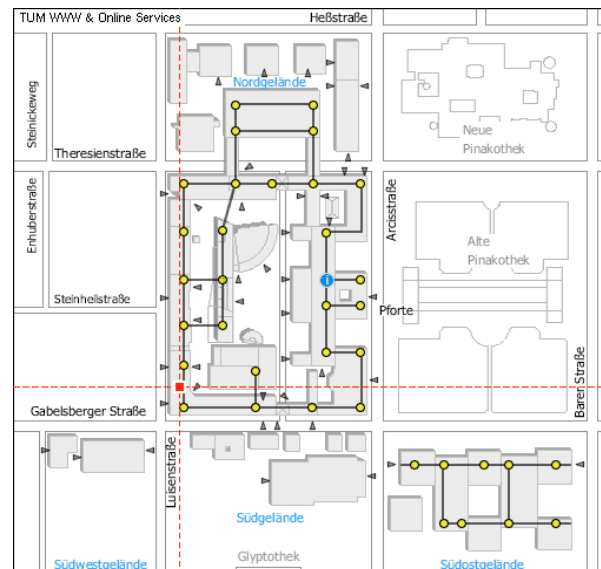 TUM WWW & Online Services
Heßstraße
Steinickeweg
Nordgelände
Neue
Pinakothek
Theresienstraße
Enhuberstraße
Arcisstraße
Alte
Pinakothek
Steinheilstraße
i
Pforte
Barer Straße
Gabelsberger Straße
Luisenstraße
Südgelände
Glyptothek
Südwestgelände
Südostgelände